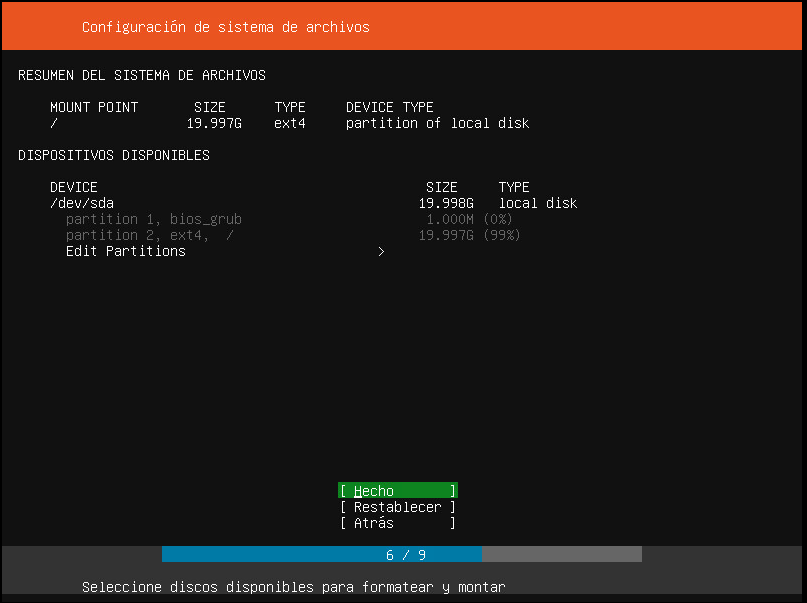 Configuración de sistema de archivos
RESUMEN DEL SISTEMA DE ARCHIVOS
MOUNT POINT SIZE TYPE DEVICE TYPE
/ 19.997G ext4 partition of local disk
DISPOSITIVOS DISPONIBLES
DEVICE SIZE TYPE
/dev/sda 19.998G local disk
partition 1, bios_grub 1.000M (0%)
partition 2, ext4, / 19.997G (99%)
Edit Partitions >
[ Hecho ]
[ Restablecer ]
[ Atrás ]
6 / 9
Seleccione discos disponibles para formatear y montar